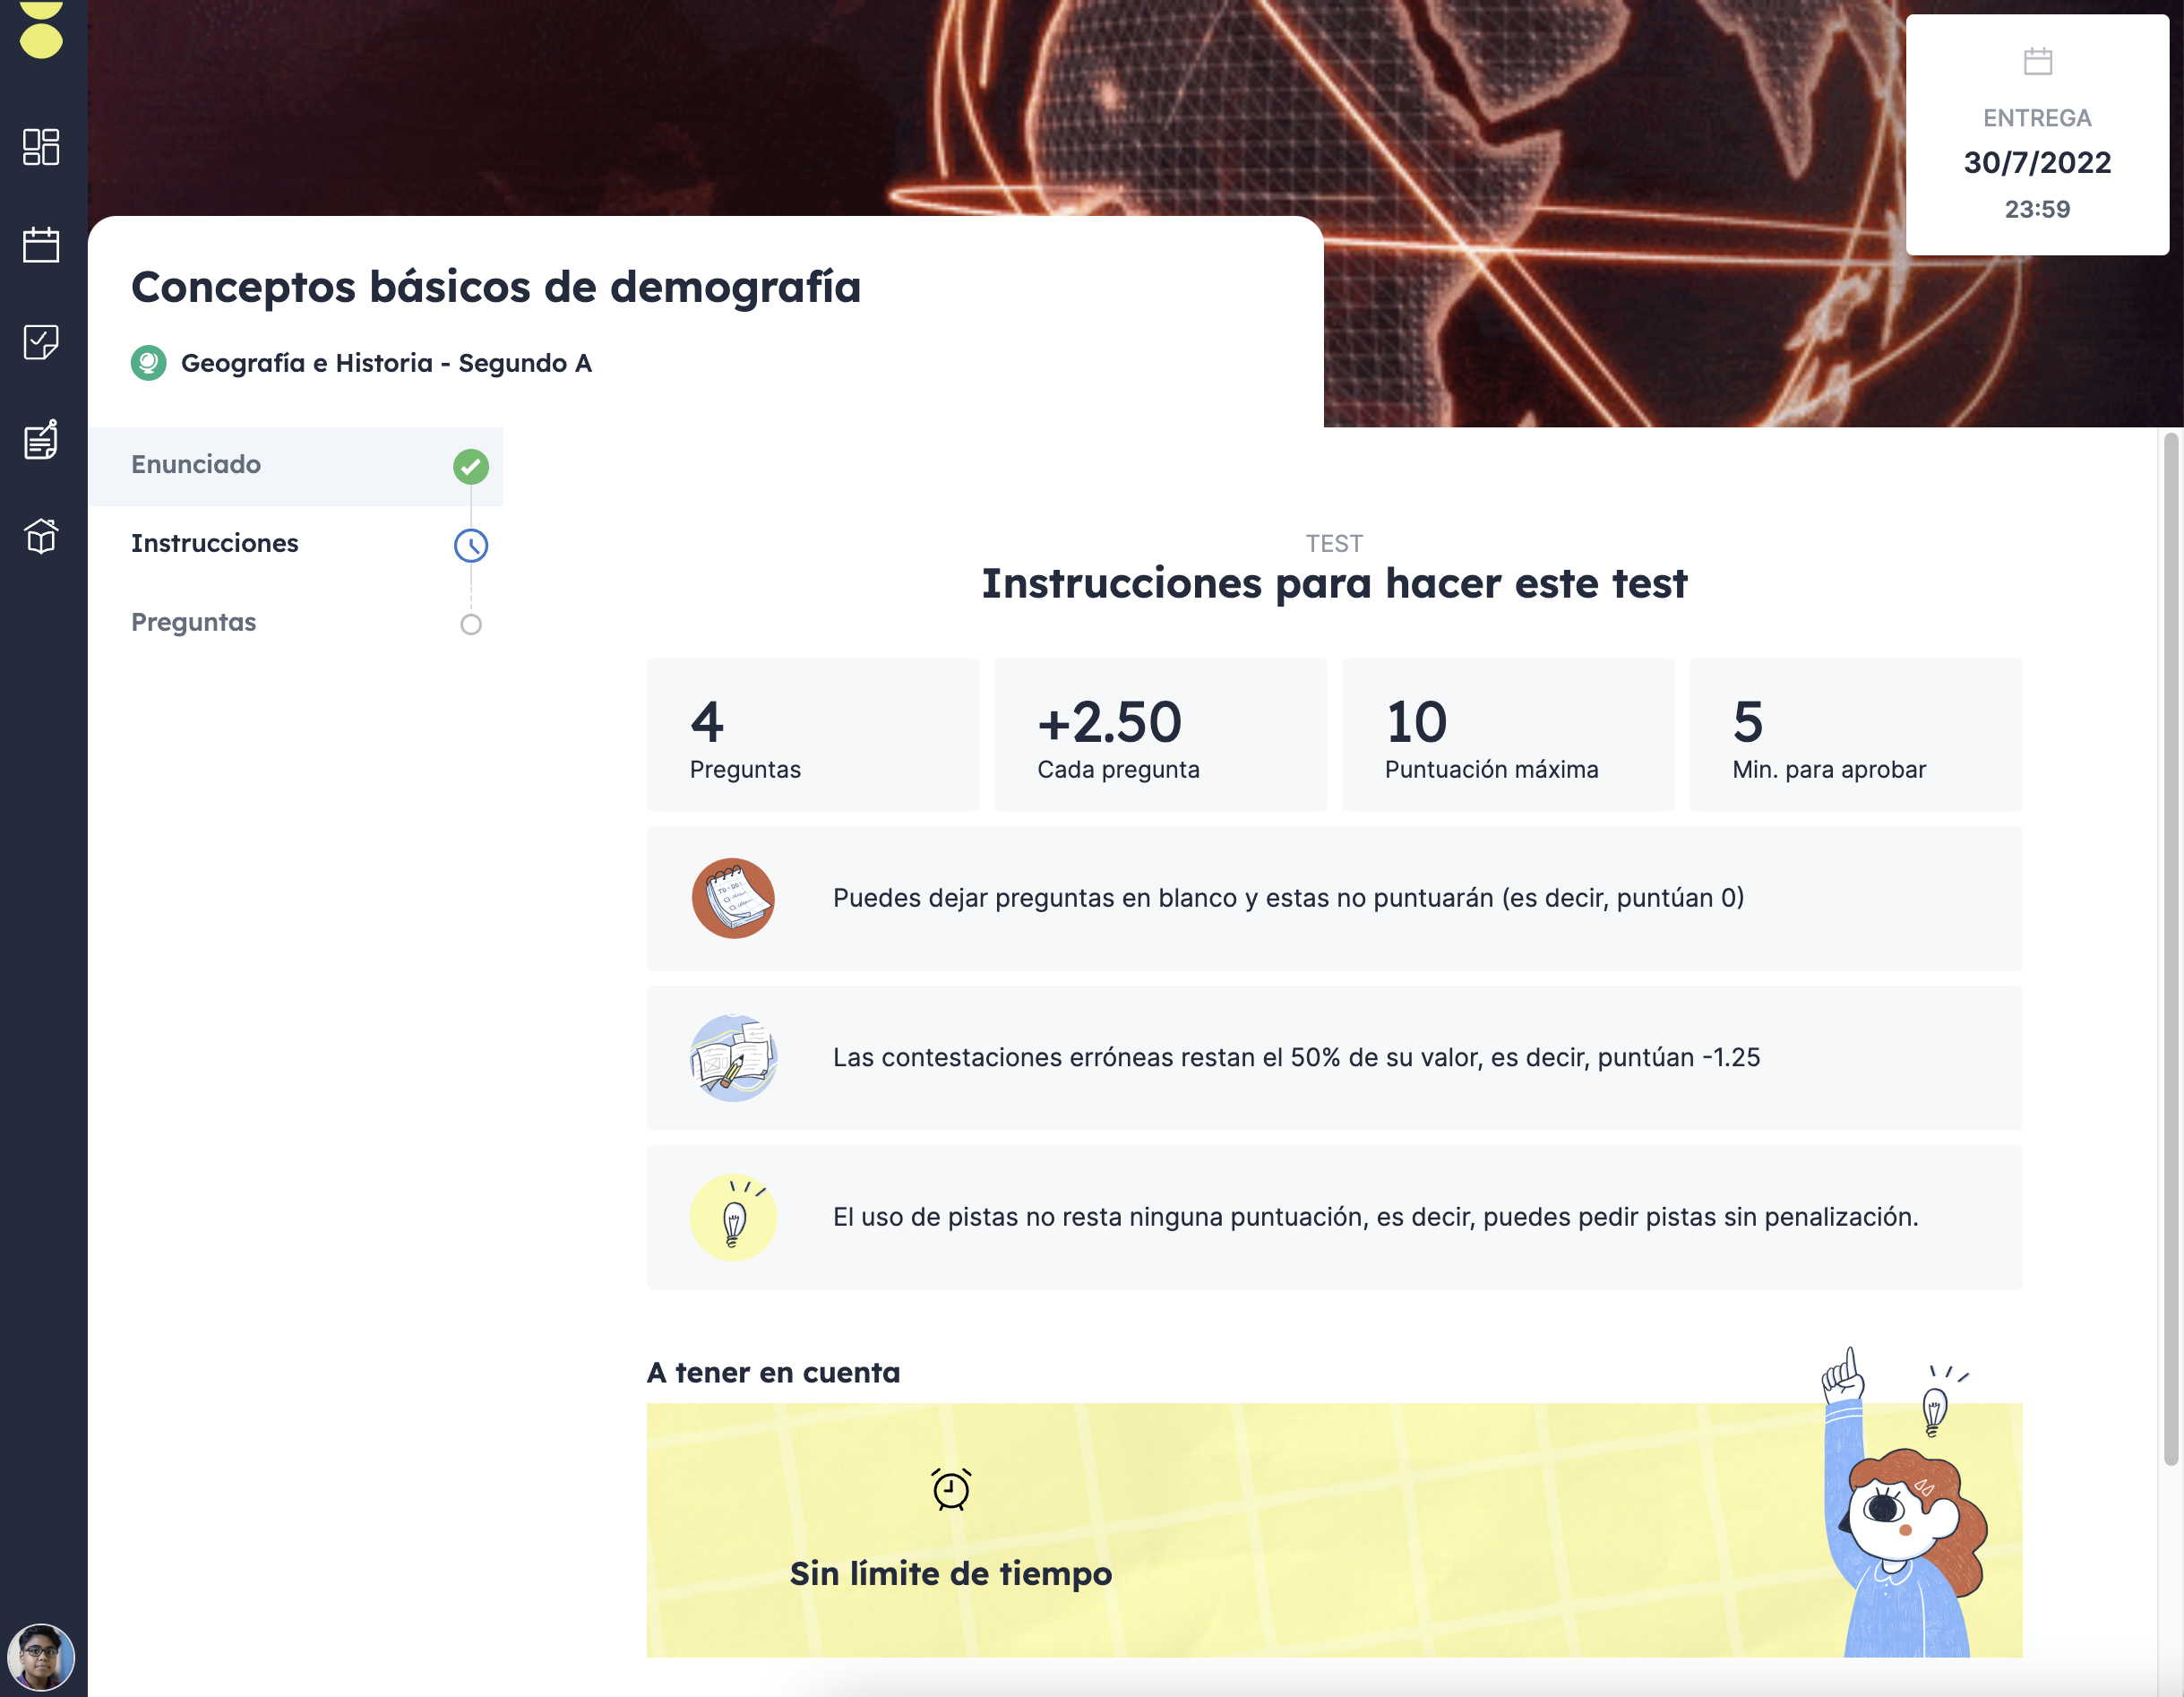 ENTREGA
30/7/2022
23:59
Conceptos básicos de demografía
Geografía e Historia - Segundo A
Enunciado
Instrucciones
Preguntas
TEST
Instrucciones para hacer este test
4
Preguntas
+2.50
Cada pregunta
10
Puntuación máxima
5
Min. para aprobar
TO-DO!
Puedes dejar preguntas en blanco y estas no puntuarán (es decir, puntúan 0)
Las contestaciones erróneas restan el 50% de su valor, es decir, puntúan -1.25
El uso de pistas no resta ninguna puntuación, es decir, puedes pedir pistas sin penalización.
A tener en cuenta
Sin límite de tiempo